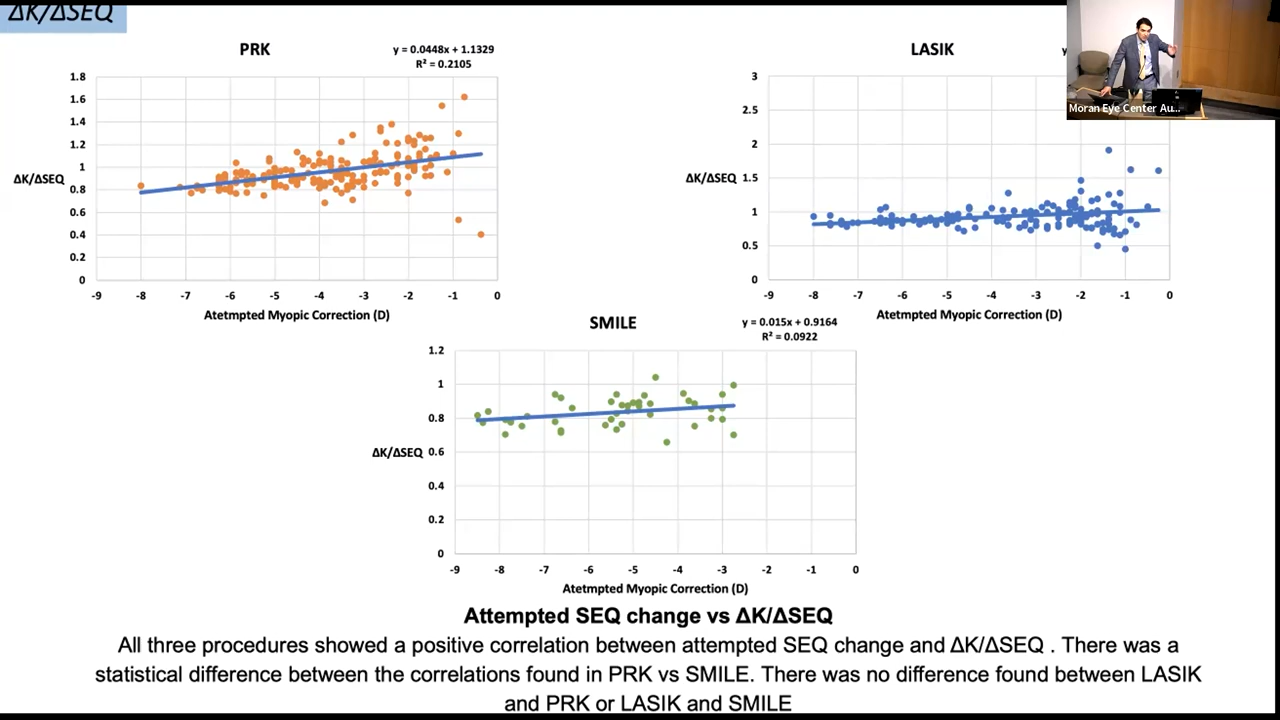 ΔK/ΔSEQ
PRK
y = 0.0448x + 1.1329
R² = 0.2105
1.8
1.6
1.4
1.2
1
0.8
0.6
0.4
0.2
0
ΔK/ΔSEQ
-9 -8 -7 -6 -5 -4 -3 -2 -1 0
Atetmpted Myopic Correction (D)
LASIK
y
3
2.5
2
1.5
1
0.5
0
ΔK/ΔSEQ
-9 -8 -7 -6 -5 -4 -3 -2 -1 0
Atetmpted Myopic Correction (D)
Moran Eye Center Au...
SMILE
y = 0.015x + 0.9164
R² = 0.0922
1.2
1
0.8
0.6
0.4
0.2
0
ΔK/ΔSEQ
-9 -8 -7 -6 -5 -4 -3 -2 -1 0
Atetmpted Myopic Correction (D)
Attempted SEQ change vs ΔK/ΔSEQ
All three procedures showed a positive correlation between attempted SEQ change and ΔK/ΔSEQ . There was a
statistical difference between the correlations found in PRK vs SMILE. There was no difference found between LASIK
and PRK or LASIK and SMILE